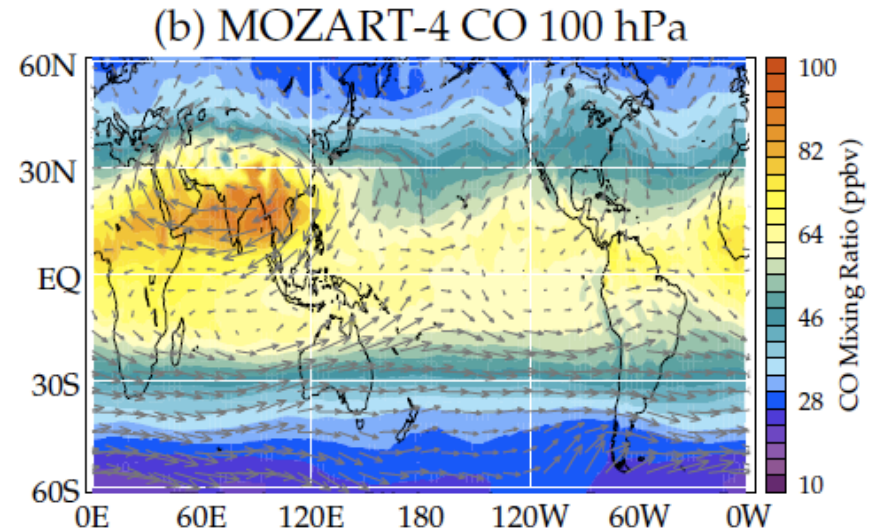 (b) MOZART-4 CO 100 hPa
60N
30N
EQ
30S
60S
0E 60E 120E 180 120W 60W 0W
100
82
64
46
28
10
CO Mixing Ratio (ppbv)